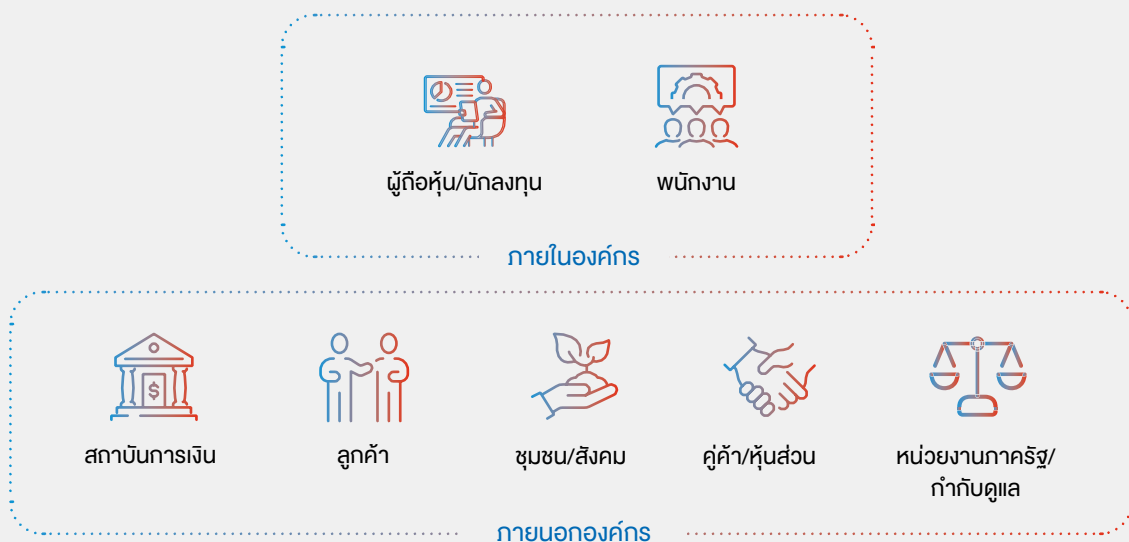 ผู้ถือหุ้น/นักลงทุน
พนักงาน
ภายในองค์กร
$
สถาบันการเงิน
ลูกค้า
ชุมชน/สังคม
คู่ค้า/หุ้นส่วน
หน่วยงานภาครัฐ/
กำกับดูแล
ภายนอกองค์กร